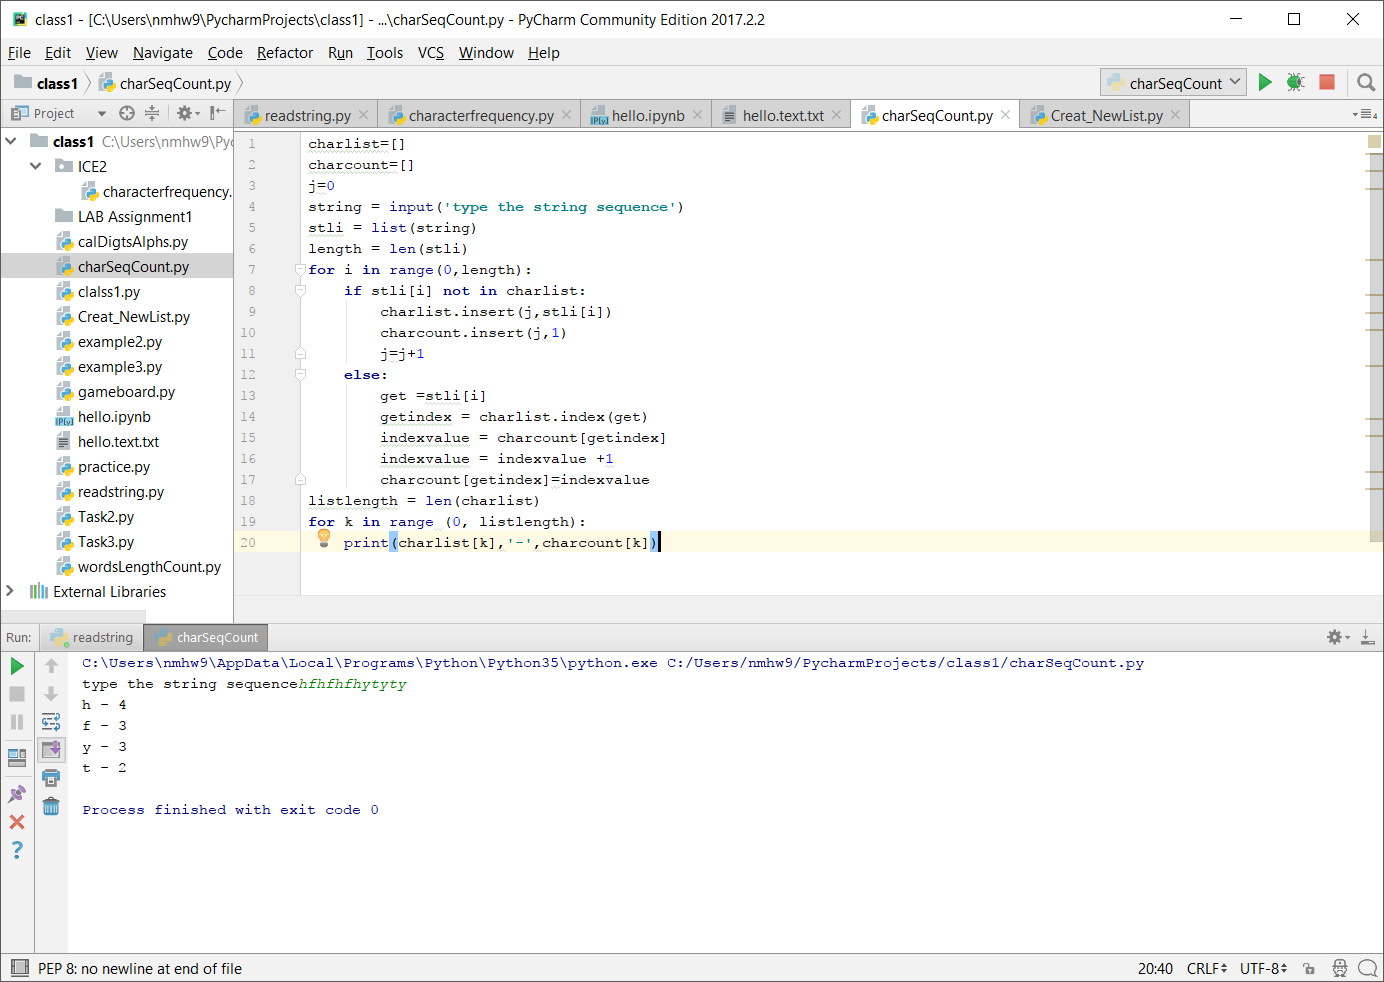 class1 - [C:\Users\nmhw9\PycharmProjects\class1] - ...\charSeqCount.py - PyCharm Community Edition 2017.2.2
File Edit View Navigate Code Refactor Run Tools VCS Window Help
class1 charSeqCount.py charSeqCount
Project readstring.py characterfrequency.py hello.ipynb hello.text.txt charSeqCount.py Creat_NewList.py 4
class1 C:\Users\nmhw9\Pyc
ICE2
characterfrequency.
LAB Assignment1
calDigtsAlphs.py
charSeqCount.py
clalss1.py
Creat_NewList.py
example2.py
example3.py
gameboard.py
hello.ipynb
hello.text.txt
practice.py
readstring.py
Task2.py
Task3.py
wordsLengthCount.py
External Libraries
1 charlist=[]
2 charcount=[]
3 j=0
4 string = input('type the string sequence')
5 stli = list(string)
6 length = len(stli)
7 for i in range(0,length):
8 if stli[i] not in charlist:
9 charlist.insert(j,stli[i])
10 charcount.insert(j,1)
11 j=j+1
12 else:
13 get =stli[i]
14 getindex = charlist.index(get)
15 indexvalue = charcount[getindex]
16 indexvalue = indexvalue +1
17 charcount[getindex]=indexvalue
18 listlength = len(charlist)
19 for k in range (0, listlength):
20 print(charlist[k],'-',charcount[k])
Run: readstring charSeqCount
C:\Users\nmhw9\AppData\Local\Programs\Python\Python35\python.exe C:/Users/nmhw9/PycharmProjects/class1/charSeqCount.py
type the string sequencehfhfhfhytyty
h - 4
f - 3
y - 3
t - 2
Process finished with exit code 0
PEP 8: no newline at end of file 20:40 CRLF UTF-8